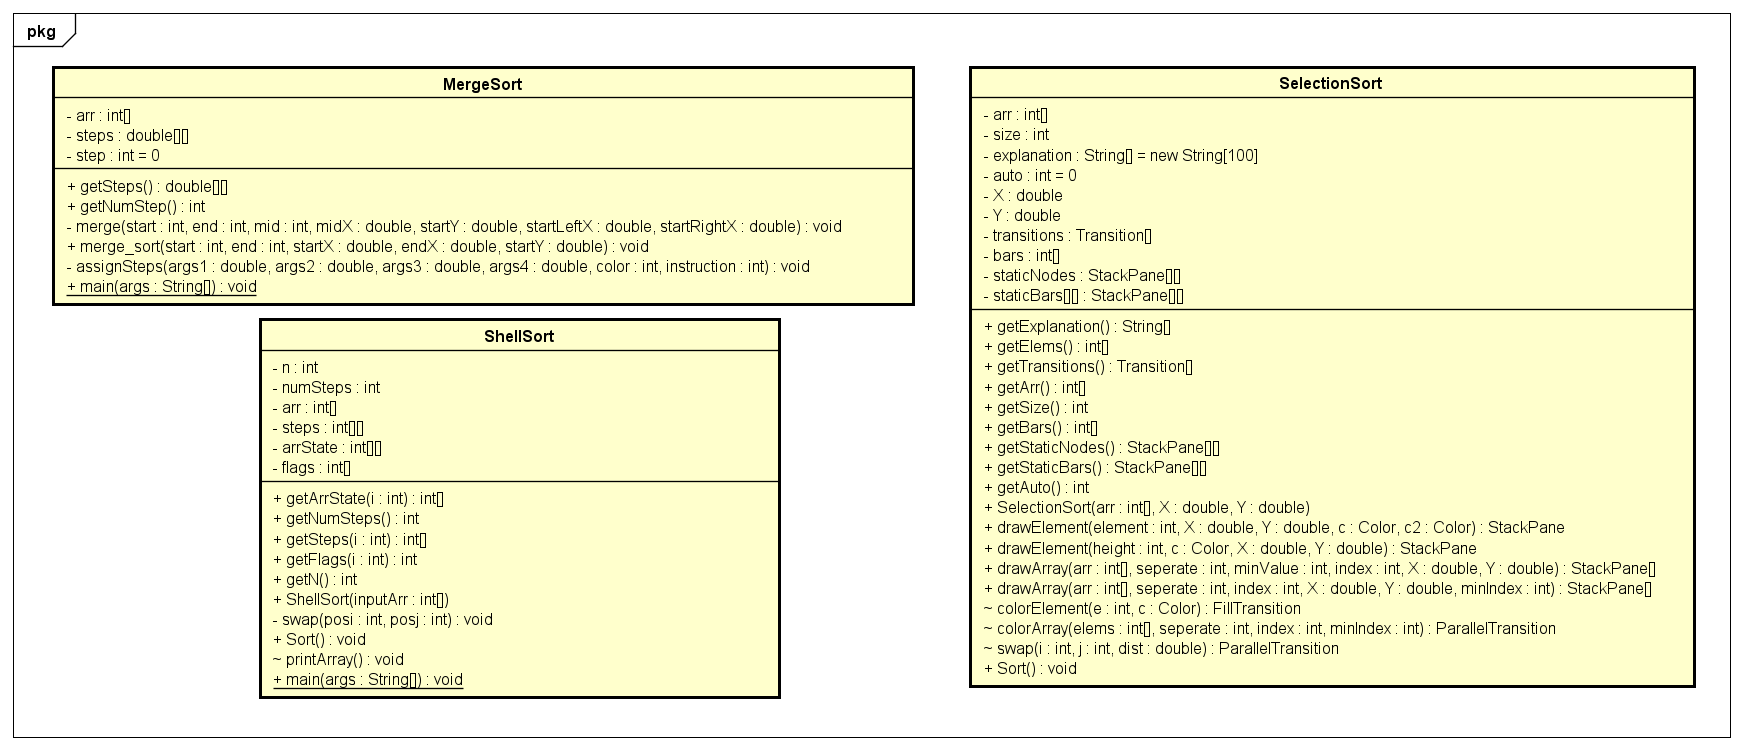 pkg
MergeSort
- arr : int[]
- steps : double[][]
- step : int = 0
+ getSteps() : double[][]
+ getNumStep() : int
- merge(start : int, end : int, mid : int, midX : double, startY : double, startLeftX : double, startRightX : double) : void
+ merge_sort(start : int, end : int, startX : double, endX : double, startY : double) : void
- assignSteps(args1 : double, args2 : double, args3 : double, args4 : double, color : int, instruction : int) : void
+ main(args : String[]) : void
ShellSort
- n : int
- numSteps : int
- arr : int[]
- steps : int[][]
- arrState : int[][]
- flags : int[]
+ getArrState(i : int) : int[]
+ getNumSteps() : int
+ getSteps(i : int) : int[]
+ getFlags(i : int) : int
+ getN() : int
+ ShellSort(inputArr : int[])
- swap(posi : int, posj : int) : void
+ Sort() : void
~ printArray() : void
+ main(args : String[]) : void
SelectionSort
- arr : int[]
- size : int
- explanation : String[] = new String[100]
- auto : int = 0
- X : double
- Y : double
- transitions : Transition[]
- bars : int[]
- staticNodes : StackPane[][]
- staticBars[][] : StackPane[][]
+ getExplanation() : String[]
+ getElems() : int[]
+ getTransitions() : Transition[]
+ getArr() : int[]
+ getSize() : int
+ getBars() : int[]
+ getStaticNodes() : StackPane[][]
+ getStaticBars() : StackPane[][]
+ getAuto() : int
+ SelectionSort(arr : int[], X : double, Y : double)
+ drawElement(element : int, X : double, Y : double, c : Color, c2 : Color) : StackPane
+ drawElement(height : int, c : Color, X : double, Y : double) : StackPane
+ drawArray(arr : int[], seperate : int, minValue : int, index : int, X : double, Y : double) : StackPane[]
+ drawArray(arr : int[], seperate : int, index : int, X : double, Y : double, minIndex : int) : StackPane[]
~ colorElement(e : int, c : Color) : FillTransition
~ colorArray(elems : int[], seperate : int, index : int, minIndex : int) : ParallelTransition
~ swap(i : int, j : int, dist : double) : ParallelTransition
+ Sort() : void